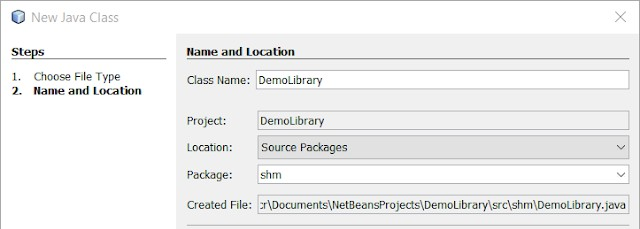 New Java Class
Steps
1. Choose File Type
2. Name and Location
Name and Location
Class Name: DemoLibrary
Project: DemoLibrary
Location: Source Packages
Package: shm
Created File: cr\Documents\NetBeansProjects\DemoLibrary\src\shm\DemoLibrary.java